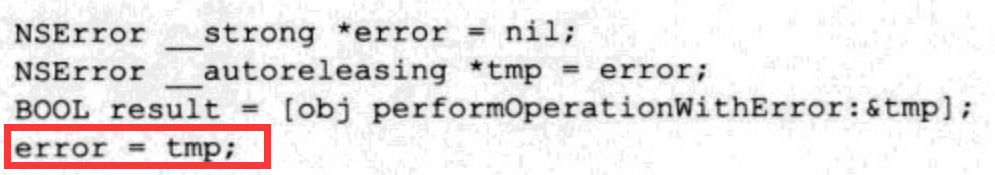 NSError __strong *error = nil;
NSError __autoreleasing *tmp = error;
BOOL result = [obj performOperationWithError:&tmp];
error = tmp;